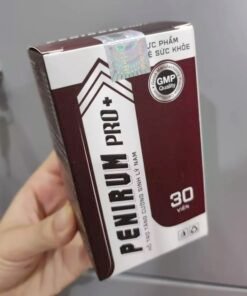 ỰC PHẨM
Ệ SỨC KHỎE
GMP
Quality
PENIRUM PRO+
HỖ TRỢ TĂNG CƯỜNG SINH LÝ NAM
30
VIÊN